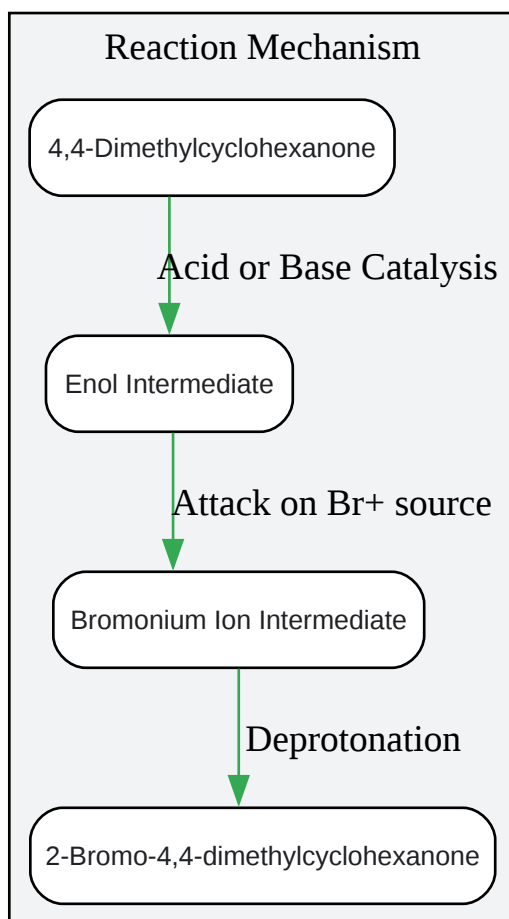 Reaction Mechanism
4,4-Dimethylcyclohexanone
Acid or Base Catalysis
Enol Intermediate
Attack on Br+ source
Bromonium Ion Intermediate
Deprotonation
2-Bromo-4,4-dimethylcyclohexanone